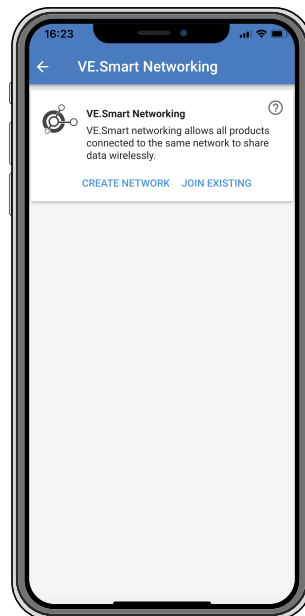 16:23
VE.Smart Networking
VE.Smart Networking
VE.Smart networking allows all products
connected to the same network to share
data wirelessly.
CREATE NETWORK JOIN EXISTING